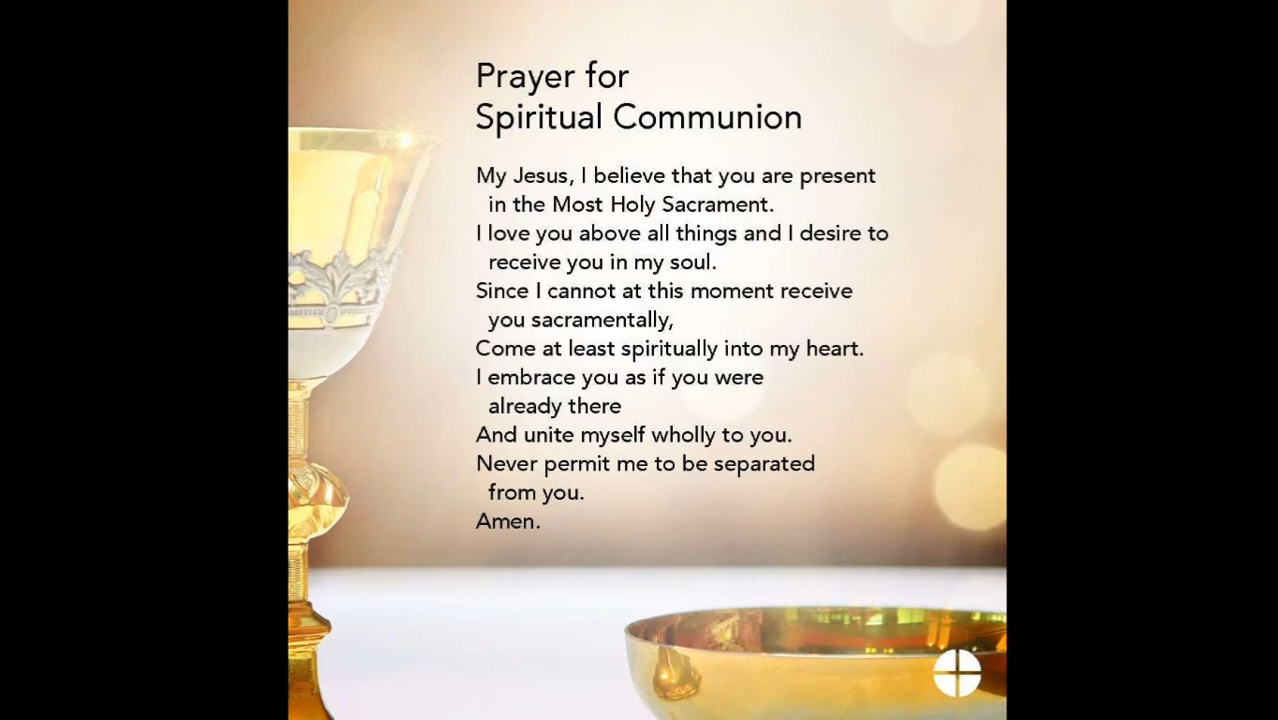 Prayer for
Spiritual Communion
My Jesus, I believe that you are present
in the Most Holy Sacrament.
I love you above all things and I desire to
receive you in my soul.
Since I cannot at this moment receive
you sacramentally,
Come at least spiritually into my heart.
I embrace you as if you were
already there
And unite myself wholly to you.
Never permit me to be separated
from you.
Amen.